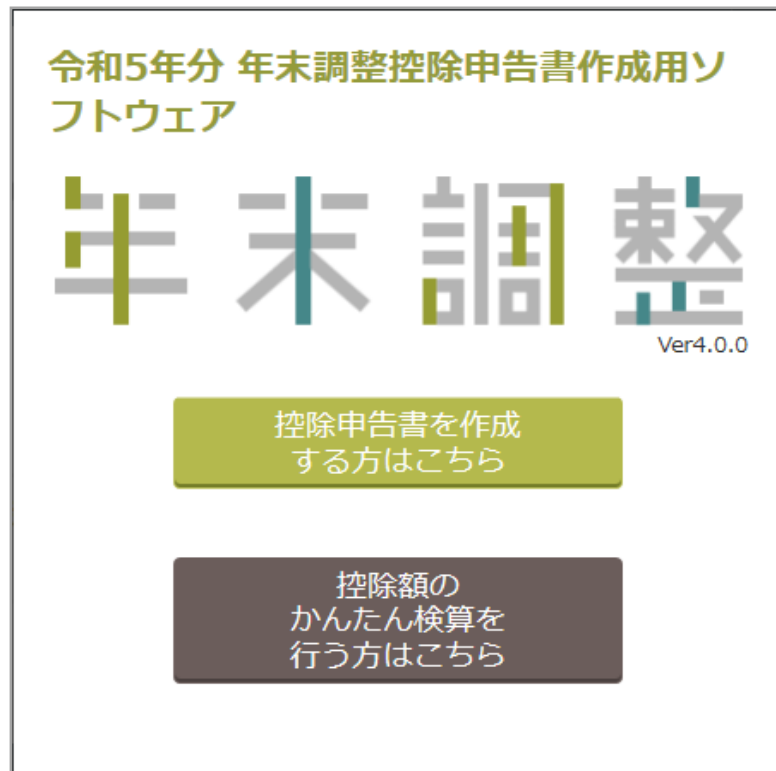 令和5年分 年末調整控除申告書作成用ソ
フトウェア
年末調整
Ver4.0.0
控除申告書を作成
する方はこちら
控除額の
かんたん検算を
行う方はこちら